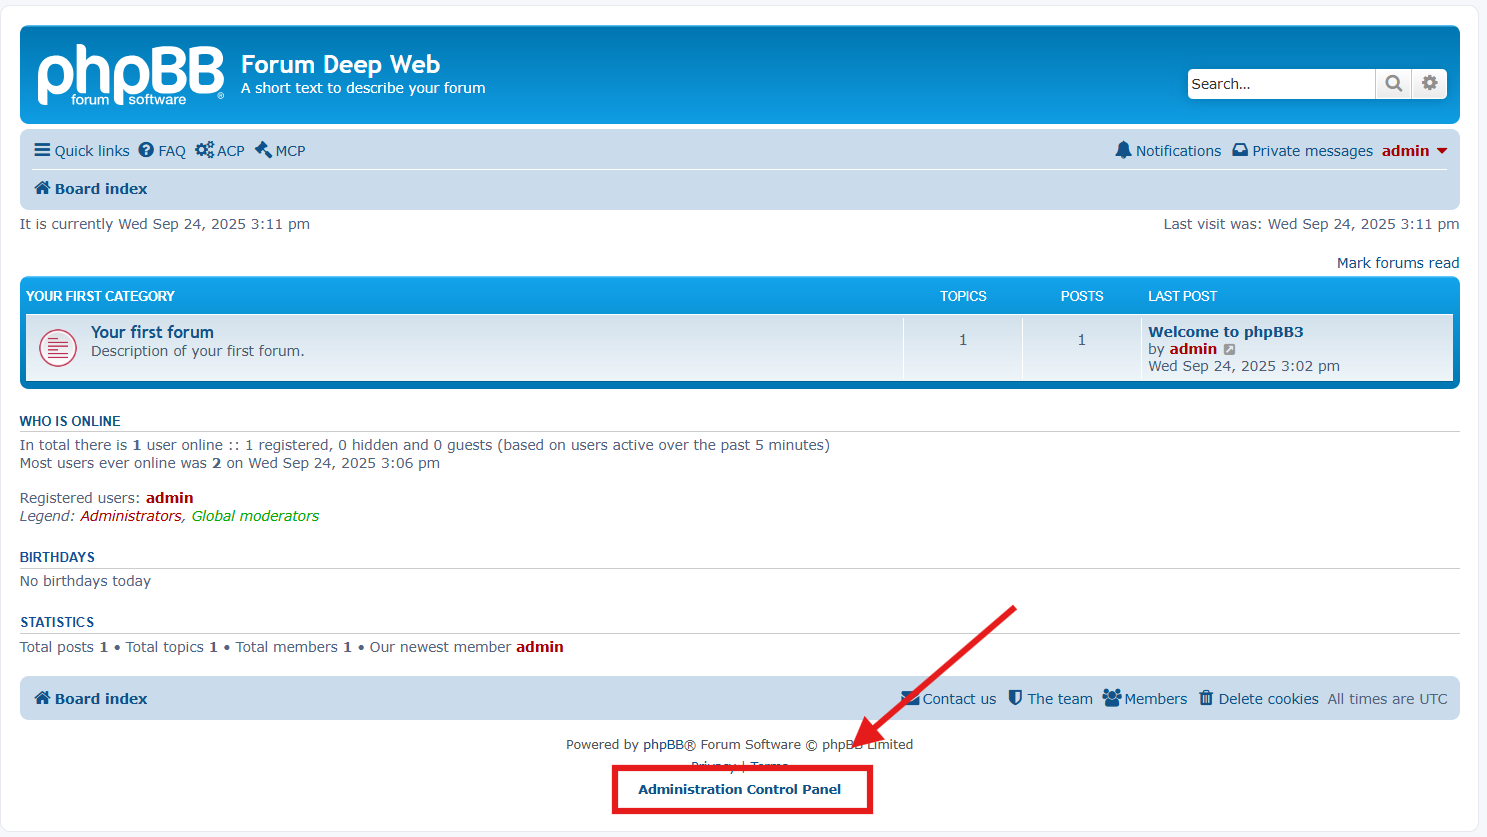 phpBB
forum software ®
Forum Deep Web
A short text to describe your forum
Search...
Quick links FAQ ACP MCP
Notifications Private messages admin
Board index
It is currently Wed Sep 24, 2025 3:11 pm
Last visit was: Wed Sep 24, 2025 3:11 pm
Mark forums read
YOUR FIRST CATEGORY TOPICS POSTS LAST POST
Your first forum
Description of your first forum.
1
1
Welcome to phpBB3
by admin
Wed Sep 24, 2025 3:02 pm
WHO IS ONLINE
In total there is 1 user online :: 1 registered, 0 hidden and 0 guests (based on users active over the past 5 minutes)
Most users ever online was 2 on Wed Sep 24, 2025 3:06 pm
Registered users: admin
Legend: Administrators, Global moderators
BIRTHDAYS
No birthdays today
STATISTICS
Total posts 1 • Total topics 1 • Total members 1 • Our newest member admin
Board index
Contact us The team Members Delete cookies All times are UTC
Powered by phpBB® Forum Software © phpBB Limited
Privacy | Terms
Administration Control Panel